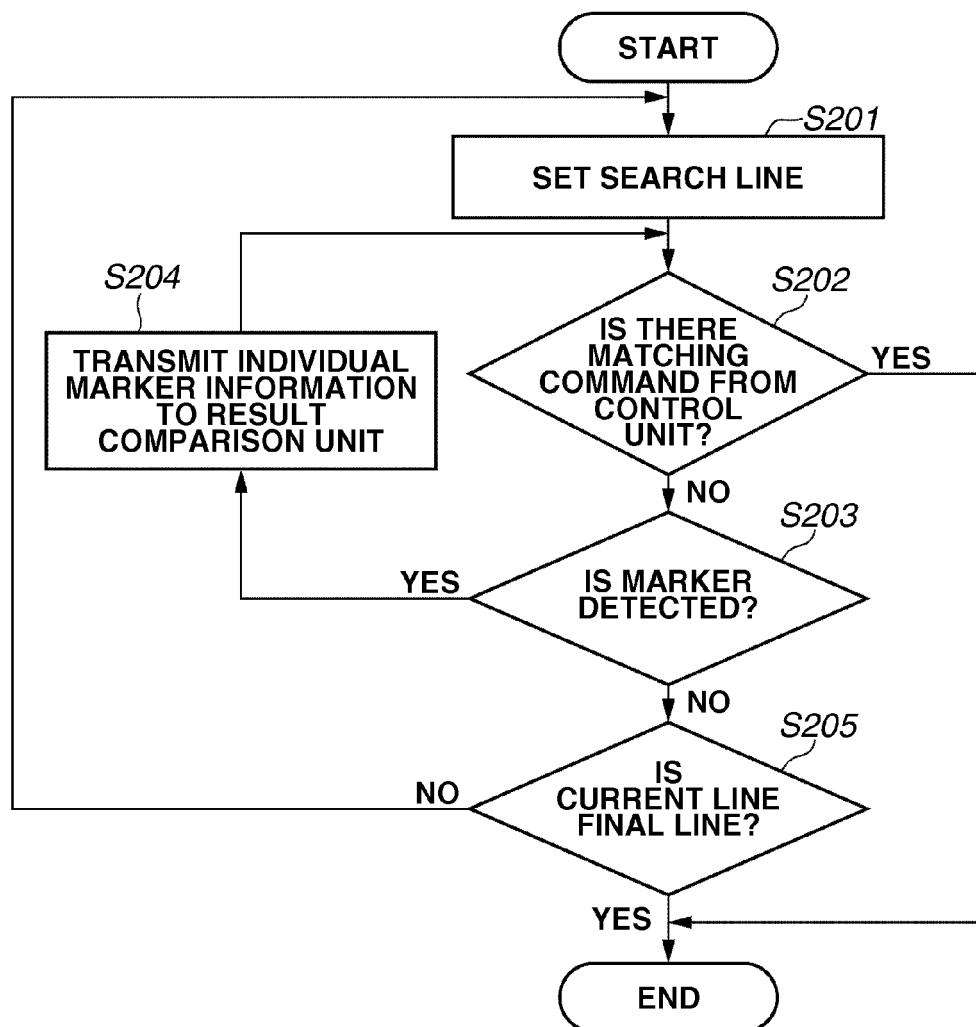 START
S201
SET SEARCH LINE
S204
TRANSMIT INDIVIDUAL
MARKER INFORMATION
TO RESULT
COMPARISON UNIT
S202
IS THERE
MATCHING
COMMAND FROM
CONTROL
UNIT?
YES
NO
S203
YES
IS MARKER
DETECTED?
NO
S205
NO
IS
CURRENT LINE
FINAL LINE?
YES
END